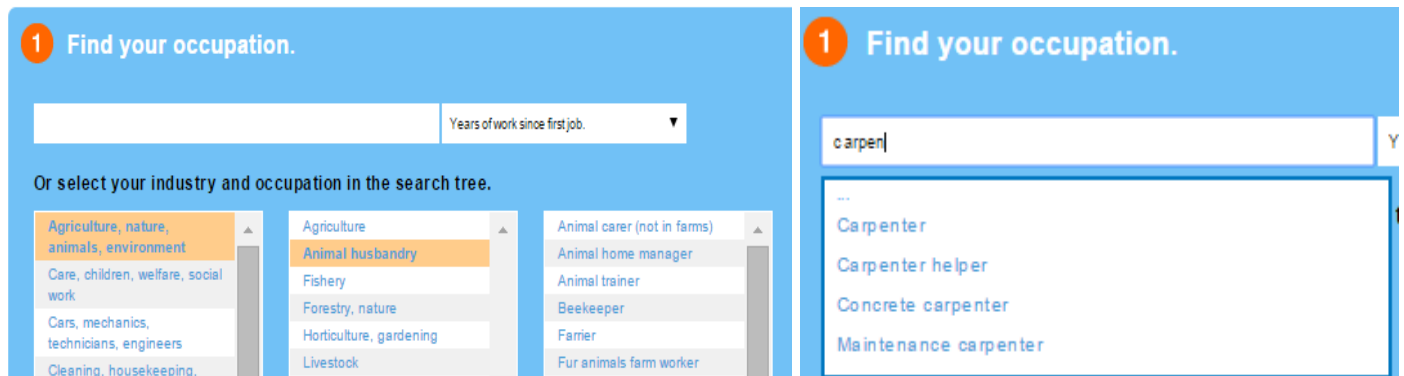 1 Find your occupation.
Years of work since first job. ▼
Or select your industry and occupation in the search tree.
Agriculture, nature,
animals, environment
Care, children, welfare, social
work
Cars, mechanics,
technicians, engineers
Cleaning, housekeeping,
Agriculture
Animal husbandry
Fishery
Forestry, nature
Horticulture, gardening
Livestock
Animal carer (not in farms)
Animal home manager
Animal trainer
Beekeeper
Farrier
Fur animals farm worker
1 Find your occupation.
carpen
Y
...
Carpenter
Carpenter helper
Concrete carpenter
Maintenance carpenter